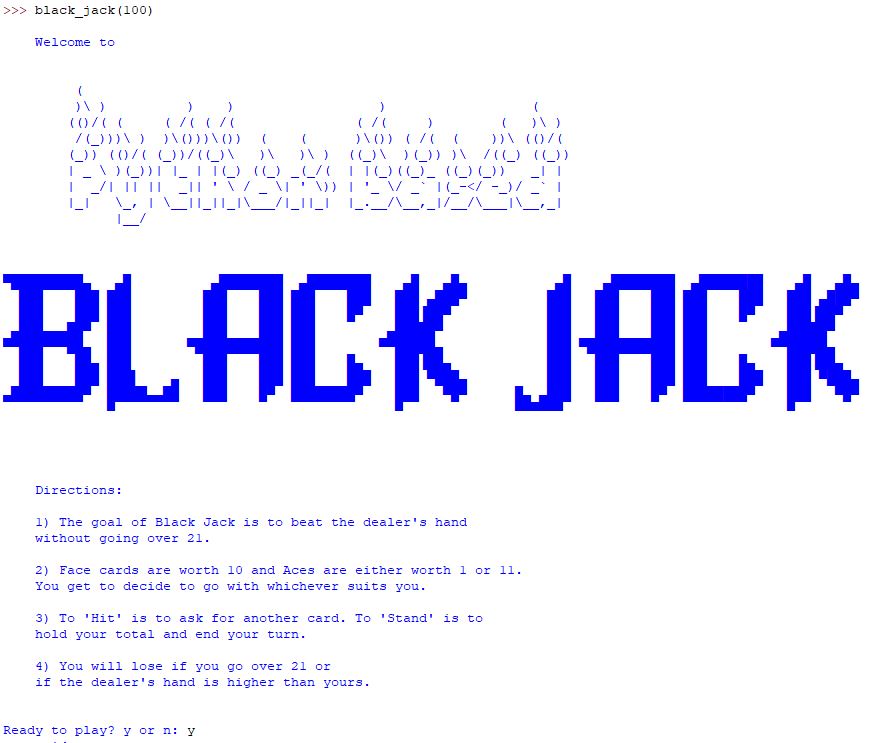 >>> black_jack(100)
Welcome to
Python based
BLACK JACK
Directions:
1) The goal of Black Jack is to beat the dealer's hand
without going over 21.
2) Face cards are worth 10 and Aces are either worth 1 or 11.
You get to decide to go with whichever suits you.
3) To 'Hit' is to ask for another card. To 'Stand' is to
hold your total and end your turn.
4) You will lose if you go over 21 or
if the dealer's hand is higher than yours.
Ready to play? y or n: y